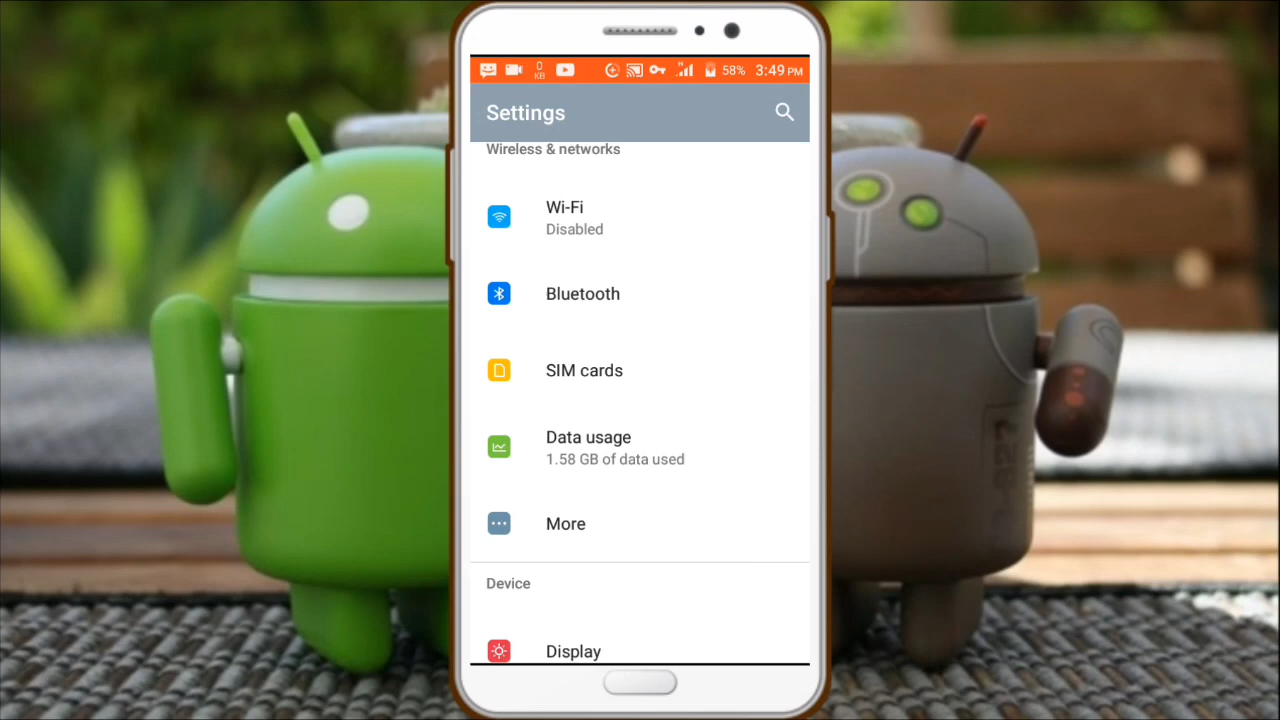 0
KB
58% 3:49 PM
Settings
Wireless & networks
Wi-Fi
Disabled
Bluetooth
SIM cards
Data usage
1.58 GB of data used
More
Device
Display